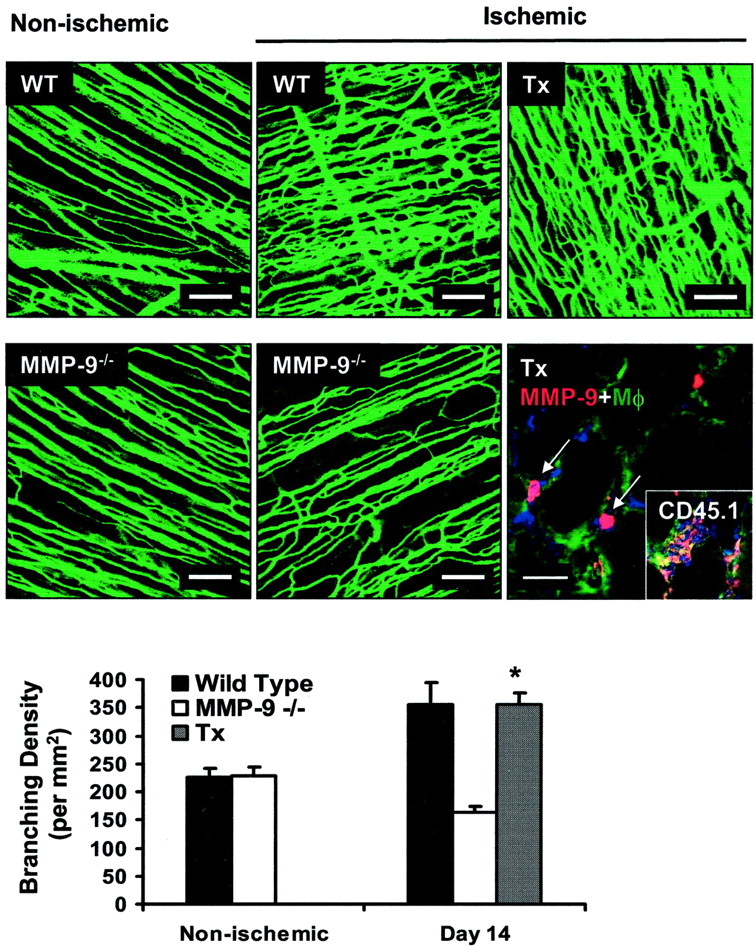 Non-ischemic
Ischemic
WT
WT
Tx
MMP-9-/-
MMP-9-/-
Tx
MMP-9+Mϕ
CD45.1
Branching Density
(per mm2)
400
350
300
250
200
150
100
50
0
Wild Type
MMP-9 -/-
Tx
*
Non-ischemic
Day 14